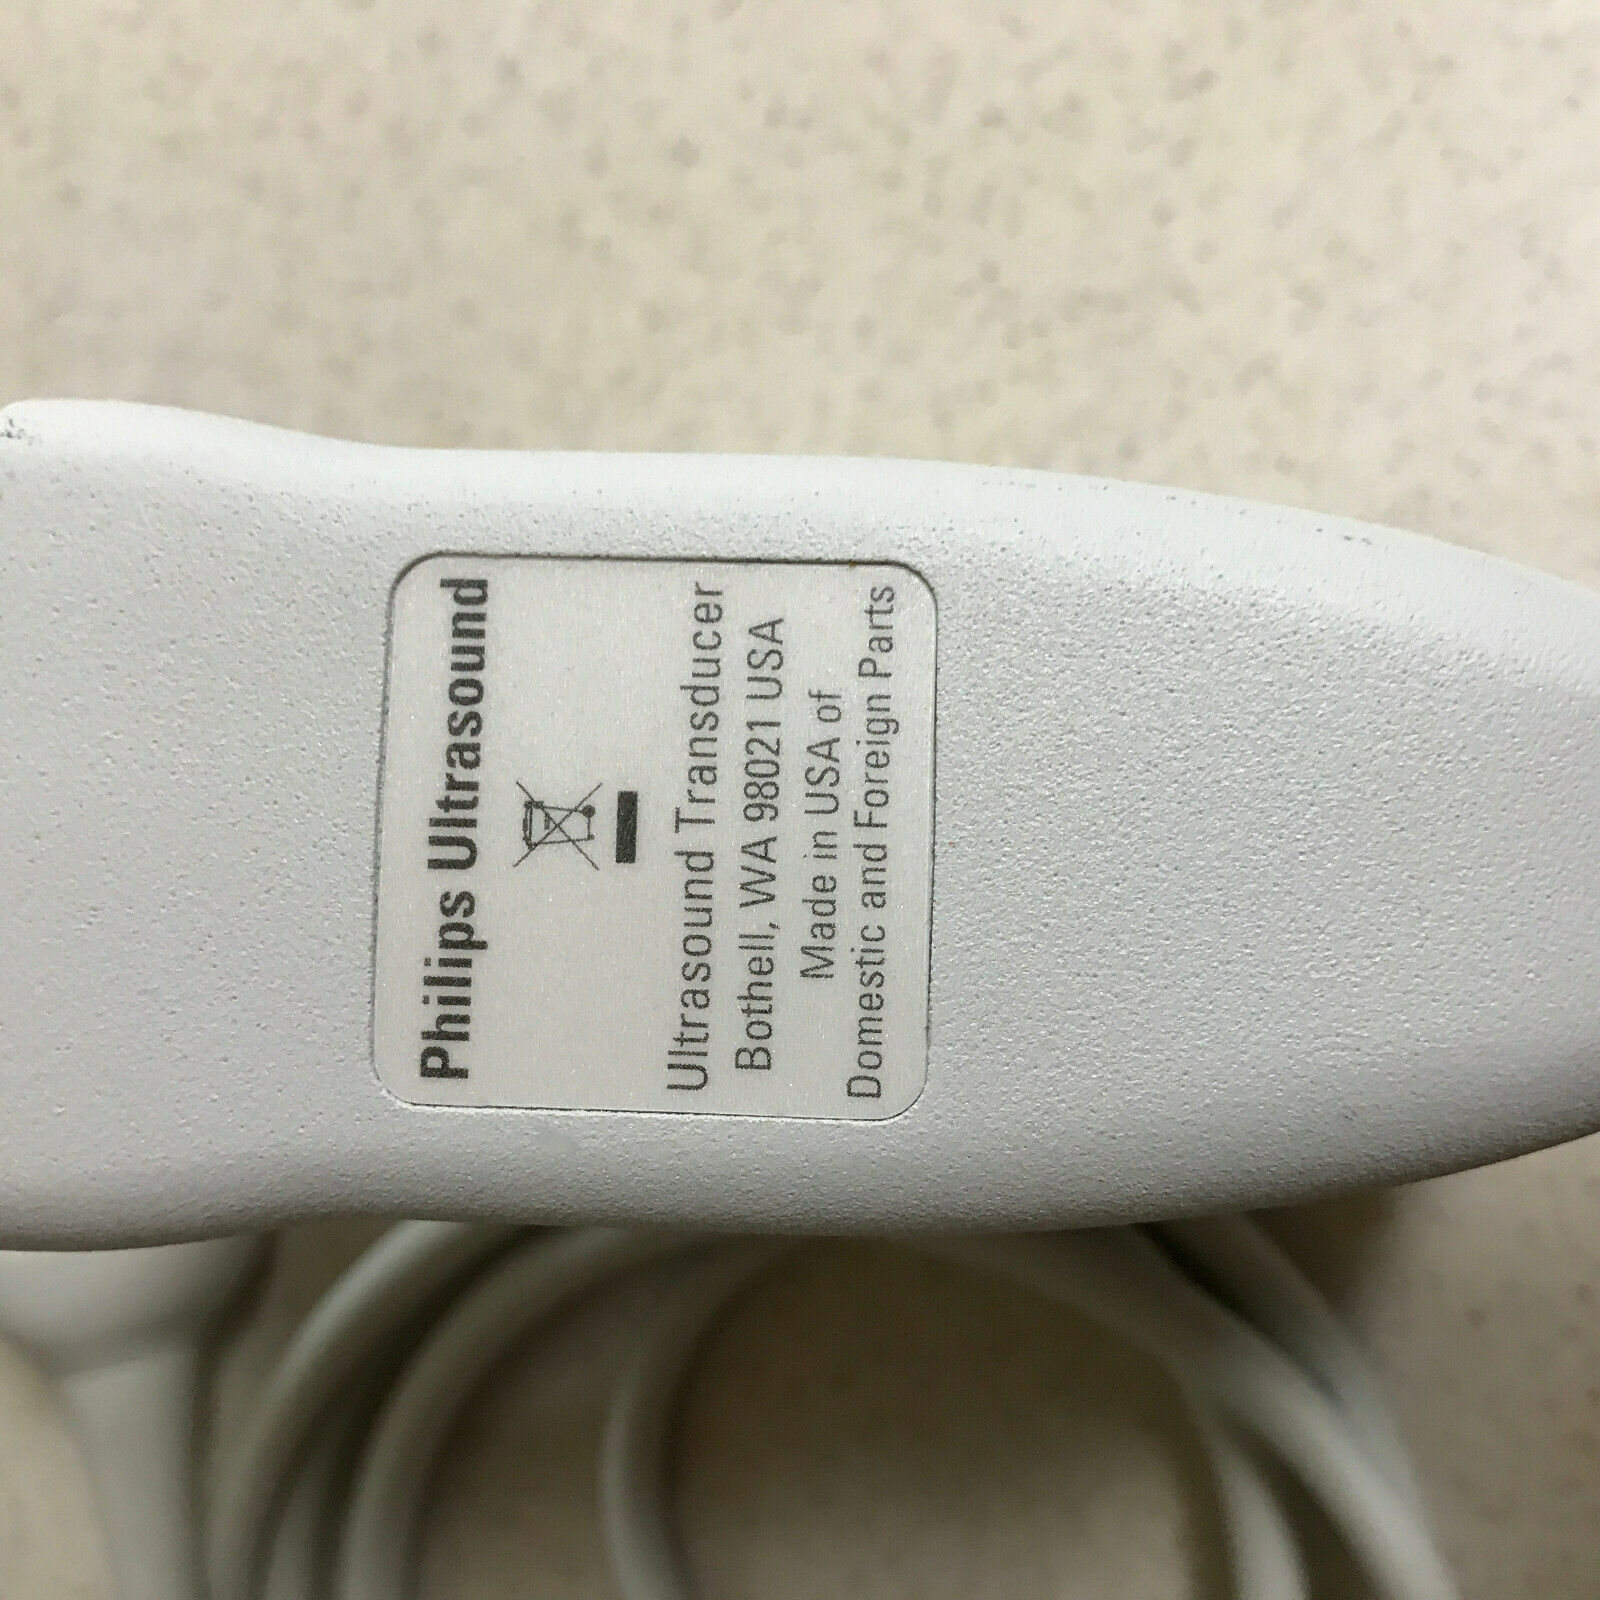 Philips Ultrasound
Ultrasound Transducer
Bothell, WA 98021 USA
Made in USA of
Domestic and Foreign Parts